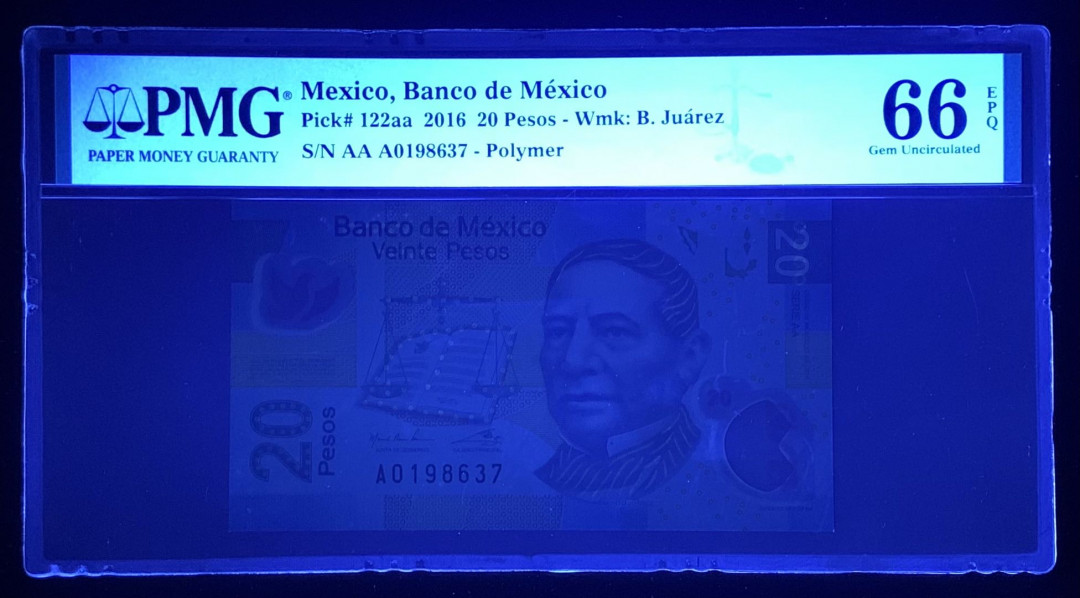 PMG®
PAPER MONEY GUARANTY
Mexico, Banco de México
Pick# 122aa 2016 20 Pesos - Wmk: B. Juárez
S/N AA A0198637 - Polymer
66
EPQ
Gem Uncirculated
Banco de México
Veinte Pesos
20
20
Pesos
A0198637